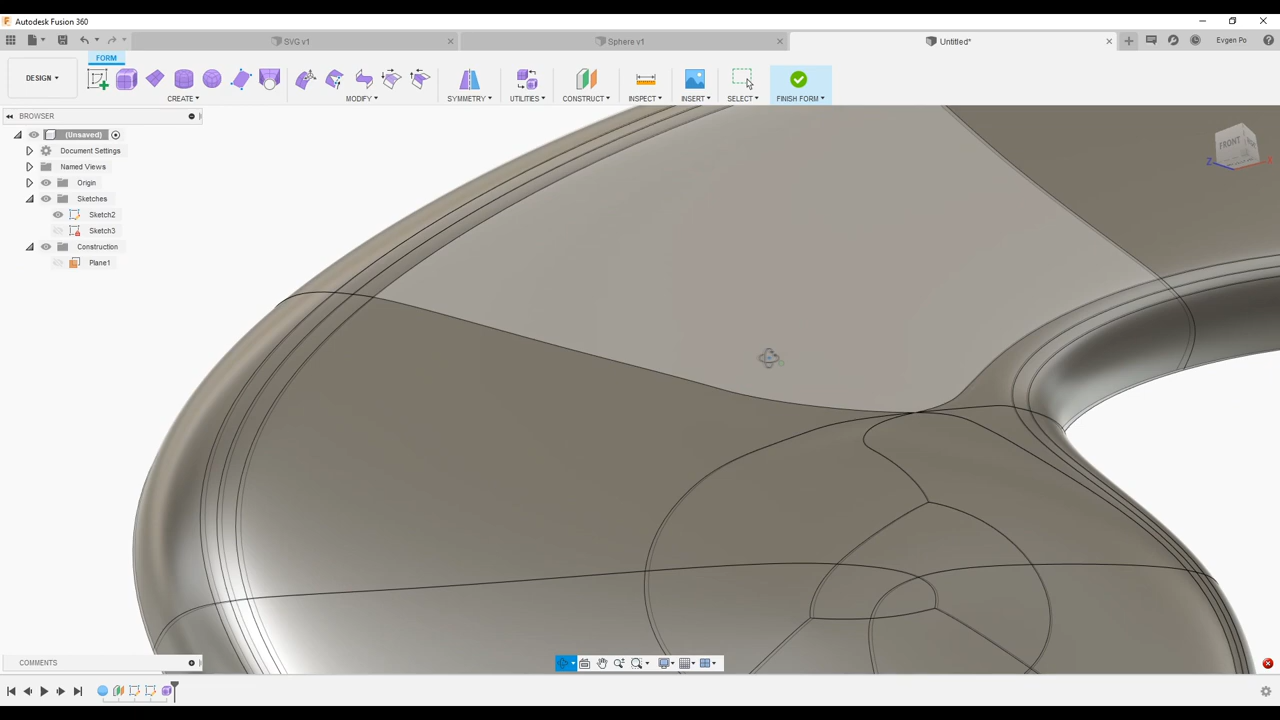 Autodesk Fusion 360
SVG v1
Sphere v1
Untitled*
Evgen Po
FORM
DESIGN
CREATE
MODIFY
SYMMETRY
UTILITIES
CONSTRUCT
INSPECT
INSERT
SELECT
FINISH FORM
BROWSER
(Unsaved)
Document Settings
Named Views
Origin
Sketches
Sketch2
Sketch3
Construction
Plane1
FRONT
Z
X
COMMENTS